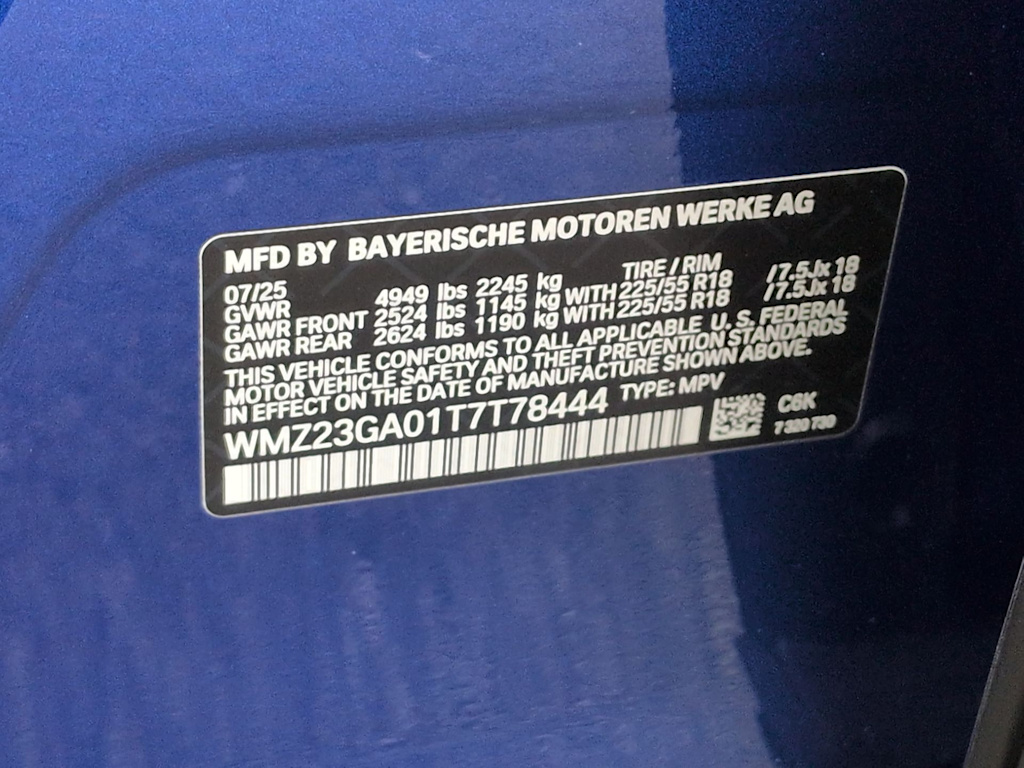 MFD BY BAYERISCHE MOTOREN WERKE AG
07/25 TIRE / RIM
GVWR 4949 lbs 2245 kg
GAWR FRONT 2524 lbs 1145 kg WITH 225/55 R18 /7.5Jx 18
GAWR REAR 2624 lbs 1190 kg WITH 225/55 R18 /7.5Jx 18
THIS VEHICLE CONFORMS TO ALL APPLICABLE U. S. FEDERAL
MOTOR VEHICLE SAFETY AND THEFT PREVENTION STANDARDS
IN EFFECT ON THE DATE OF MANUFACTURE SHOWN ABOVE.
WMZ23GA01T7T78444 TYPE: MPV
C6K
7 320 730